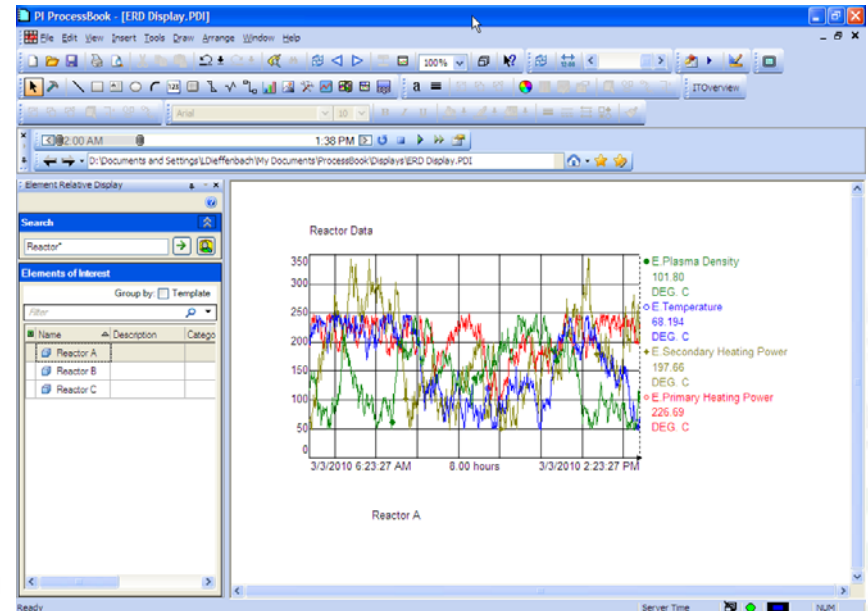 PI ProcessBook - [ERD Display.PDI]
File Edit View Insert Tools Draw Arrange Window Help
100%
a
ITOverview
Arial
10
2:00 AM
1:38 PM
D:\Documents and Settings\LDieffenbach\My Documents\ProcessBook\Displays\ERD Display.PDI
Element Relative Display
Search
Reactor*
Elements of Interest
Group by: Template
Filter
Name Description Catego
Reactor A
Reactor B
Reactor C
Reactor Data
350
300
250
200
150
100
50
0
3/3/2010 6:23:27 AM 8.00 hours 3/3/2010 2:23:27 PM
E.Plasma Density
101.80
DEG. C
E.Temperature
68.194
DEG. C
E.Secondary Heating Power
197.66
DEG. C
E.Primary Heating Power
226.69
DEG. C
Reactor A
Ready
Server Time
NUM